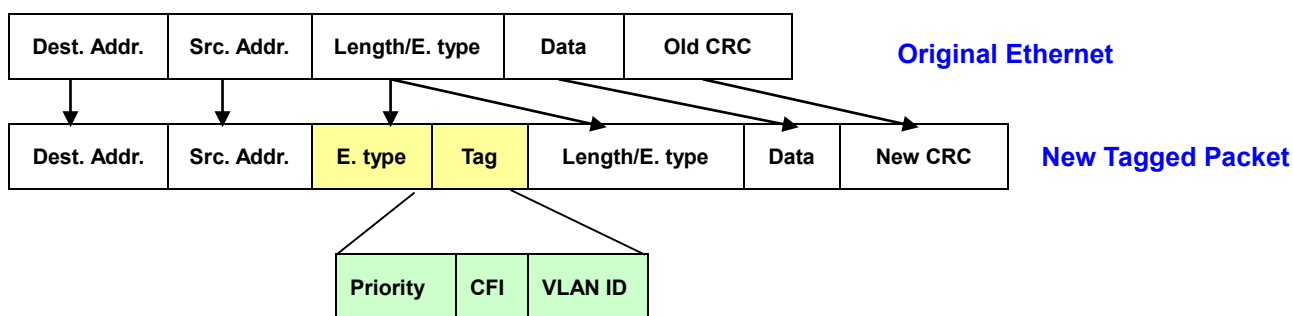 Dest. Addr. Src. Addr. Length/E. type Data Old CRC
Original Ethernet
Dest. Addr. Src. Addr. E. type Tag Length/E. type Data New CRC
New Tagged Packet
Priority CFI VLAN ID